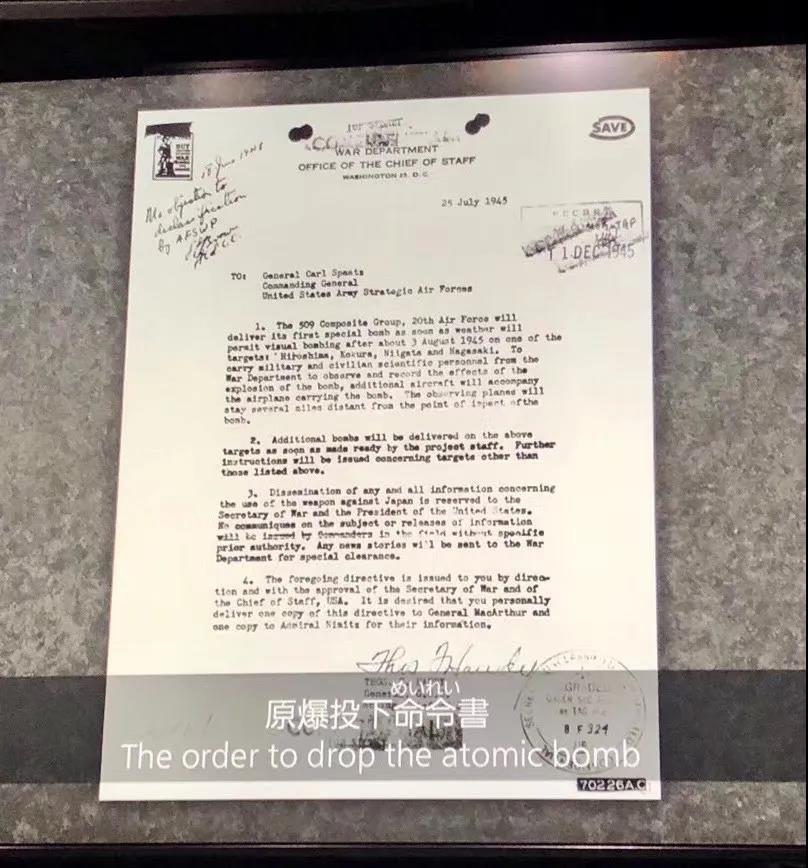 SAVE
WAR DEPARTMENT
OFFICE OF THE CHIEF OF STAFF
WASHINGTON 25, D.C.
18 June 1948
No objection to
declassification
by AFSWP
25 July 1945
11 DEC 1945
TO: General Carl Spaatz
Commanding General
United States Army Strategic Air Forces
1. The 509 Composite Group, 20th Air Force will
deliver its first special bomb as soon as weather will
permit visual bombing after about 3 August 1945 on one of the
targets: Hiroshima, Kokura, Niigata and Nagasaki. To
carry military and civilian scientific personnel from the
War Department to observe and record the effects of the
explosion of the bomb, additional aircraft will accompany
the airplane carrying the bomb. The observing planes will
stay several miles distant from the point of impact of the
bomb.
2. Additional bombs will be delivered on the above
targets as soon as made ready by the project staff. Further
instructions will be issued concerning targets other than
those listed above.
3. Dissemination of any and all information concerning
the use of the weapon against Japan is reserved to the
Secretary of War and the President of the United States.
No communiques on the subject or releases of information
will be issued by Commanders in the field without specific
prior authority. Any news stories will be sent to the War
Department for special clearance.
4. The foregoing directive is issued to you by direc-
tion and with the approval of the Secretary of War and of
the Chief of Staff, USA. It is desired that you personally
deliver one copy of this directive to General MacArthur and
one copy to Admiral Nimitz for their information.
めいれい
原爆投下命令書
The order to drop the atomic bomb
8 F 324
70226A.C